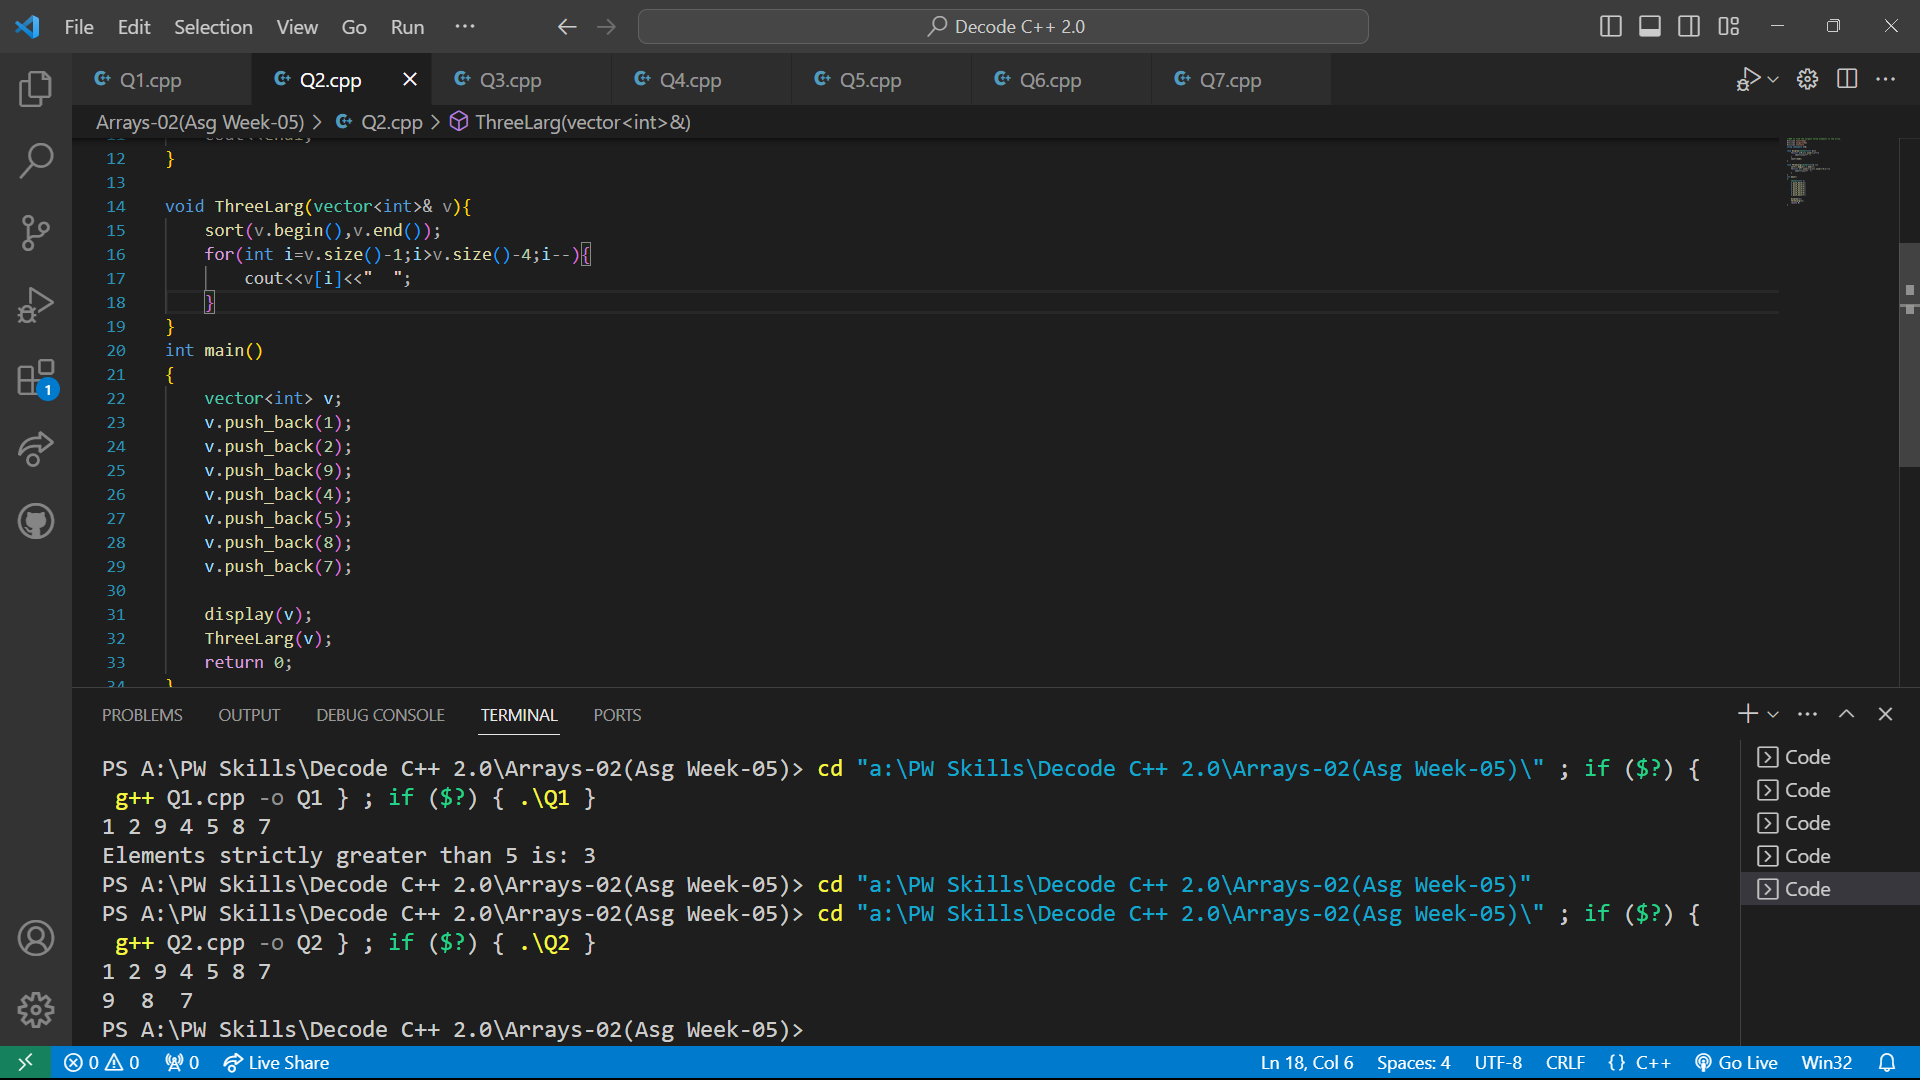 File Edit Selection View Go Run ··· Decode C++ 2.0
Q1.cpp Q2.cpp Q3.cpp Q4.cpp Q5.cpp Q6.cpp Q7.cpp
Arrays-02(Asg Week-05) > Q2.cpp > ThreeLarg(vector<int>&)
12 }
13
14 void ThreeLarg(vector<int>& v){
15 sort(v.begin(),v.end());
16 for(int i=v.size()-1;i>v.size()-4;i--){
17 cout<<v[i]<<"  ";
18 }
19 }
20 int main()
21 {
22 vector<int> v;
23 v.push_back(1);
24 v.push_back(2);
25 v.push_back(9);
26 v.push_back(4);
27 v.push_back(5);
28 v.push_back(8);
29 v.push_back(7);
30
31 display(v);
32 ThreeLarg(v);
33 return 0;
34 }
1
PROBLEMS OUTPUT DEBUG CONSOLE TERMINAL PORTS
PS A:\PW Skills\Decode C++ 2.0\Arrays-02(Asg Week-05)> cd "a:\PW Skills\Decode C++ 2.0\Arrays-02(Asg Week-05)\" ; if ($?) {
g++ Q1.cpp -o Q1 } ; if ($?) { .\Q1 }
1 2 9 4 5 8 7
Elements strictly greater than 5 is: 3
PS A:\PW Skills\Decode C++ 2.0\Arrays-02(Asg Week-05)> cd "a:\PW Skills\Decode C++ 2.0\Arrays-02(Asg Week-05)"
PS A:\PW Skills\Decode C++ 2.0\Arrays-02(Asg Week-05)> cd "a:\PW Skills\Decode C++ 2.0\Arrays-02(Asg Week-05)\" ; if ($?) {
g++ Q2.cpp -o Q2 } ; if ($?) { .\Q2 }
1 2 9 4 5 8 7
9  8  7
PS A:\PW Skills\Decode C++ 2.0\Arrays-02(Asg Week-05)>
Code
Code
Code
Code
Code
0 0 0 Live Share Ln 18, Col 6 Spaces: 4 UTF-8 CRLF {} C++ Go Live Win32